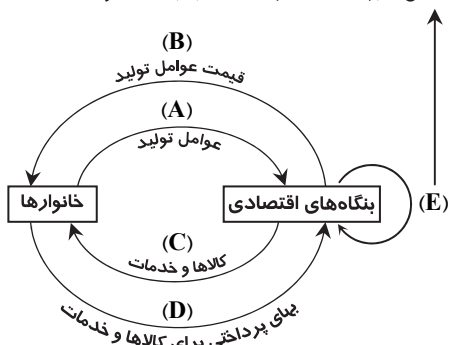 (B)
قیمت عوامل تولید
(A)
عوامل تولید
خانوارها
بنگاه‌های اقتصادی
(E)
(C)
کالاها و خدمات
(D)
بهای پرداختی برای کالاها و خدمات